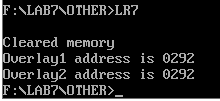 F:\LAB7\OTHER>LR7
Cleared memory
Overlay1 address is 0292
Overlay2 address is 0292
F:\LAB7\OTHER>_